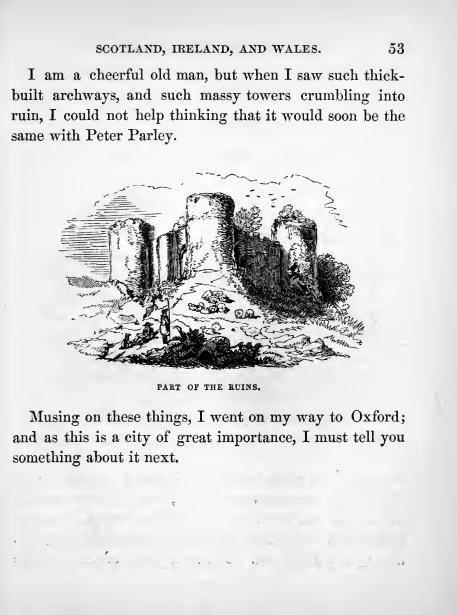 SCOTLAND, IRELAND, AND WALES. 53
I am a cheerful old man, but when I saw such thick-
built archways, and such massy towers crumbling into
ruin, I could not help thinking that it would soon be the
same with Peter Parley.
PART OF THE RUINS.
Musing on these things, I went on my way to Oxford;
and as this is a city of great importance, I must tell you
something about it next.